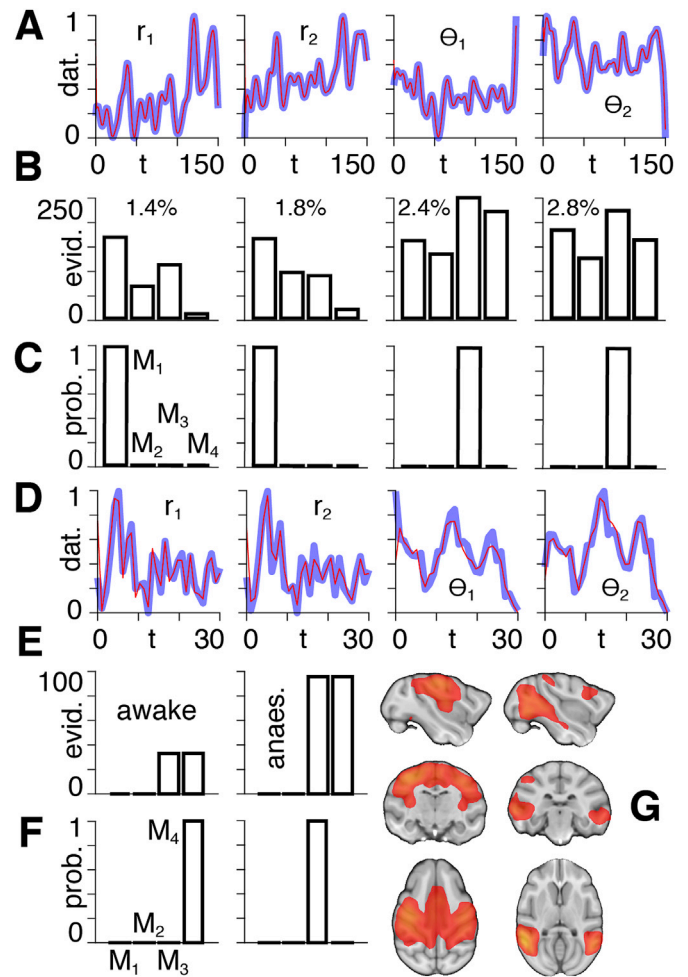 A
1
dat.
0
r1
r2
Θ1
Θ2
0 t 150
0 t 150
0 t 150
0 t 150
B
250
evid.
0
1.4%
1.8%
2.4%
2.8%
C
1
prob.
0
M1
M2
M3
M4
D
1
dat.
0
r1
r2
Θ1
Θ2
0 t 30
0 t 30
0 t 30
0 t 30
E
100
evid.
0
awake
anaes.
G
F
1
prob.
0
M4
M2
M1
M3